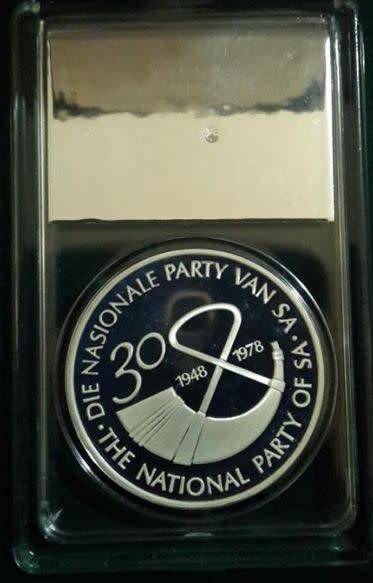 · DIE NASIONALE PARTY VAN SA ·
30
1948 1978
THE NATIONAL PARTY OF SA